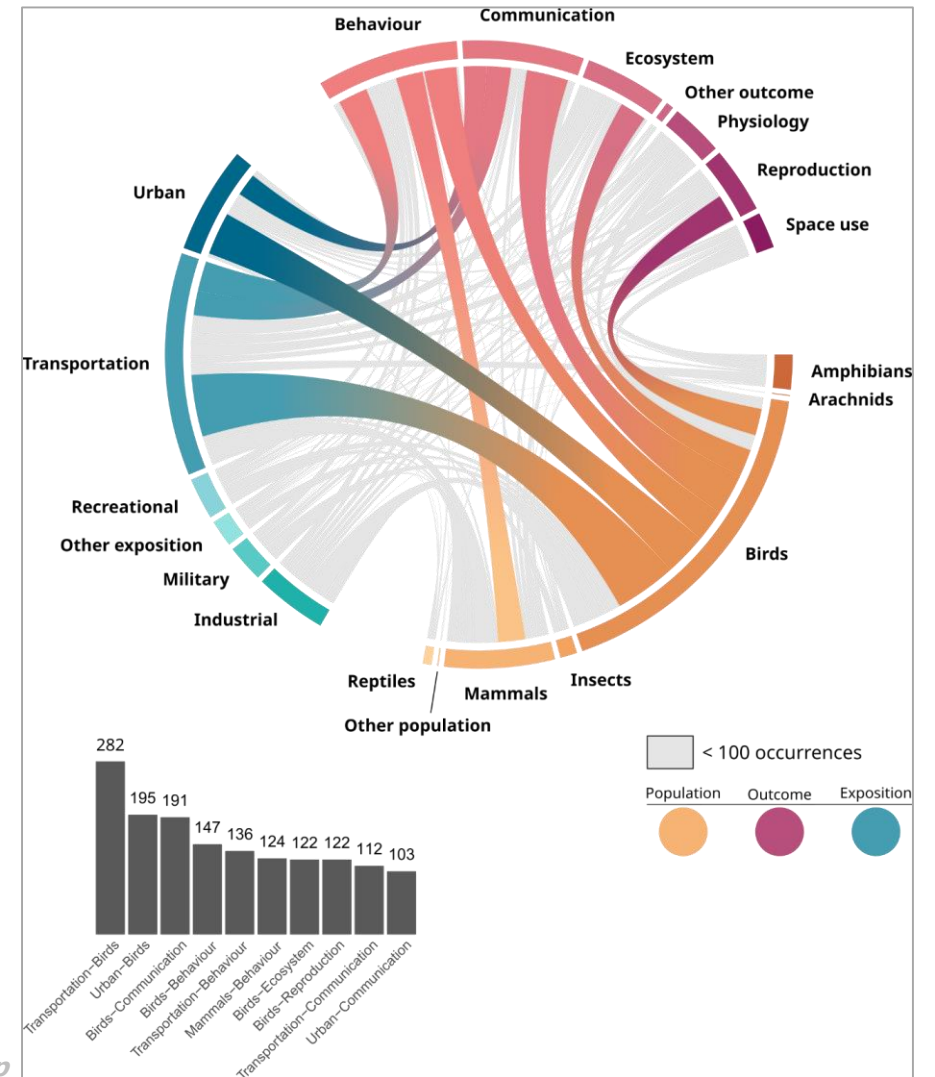 Communication
Behaviour
Ecosystem
Other outcome
Physiology
Reproduction
Space use
Urban
Transportation
Amphibians
Arachnids
Recreational
Other exposition
Military
Industrial
Birds
Reptiles
Mammals
Insects
Other population
282
195
191
147
136
124
122
122
112
103
Transportation−Birds
Urban−Birds
Birds−Communication
Birds−Behaviour
Transportation−Behaviour
Mammals−Behaviour
Birds−Ecosystem
Birds−Reproduction
Transportation−Communication
Urban−Communication
< 100 occurrences
Population Outcome Exposition